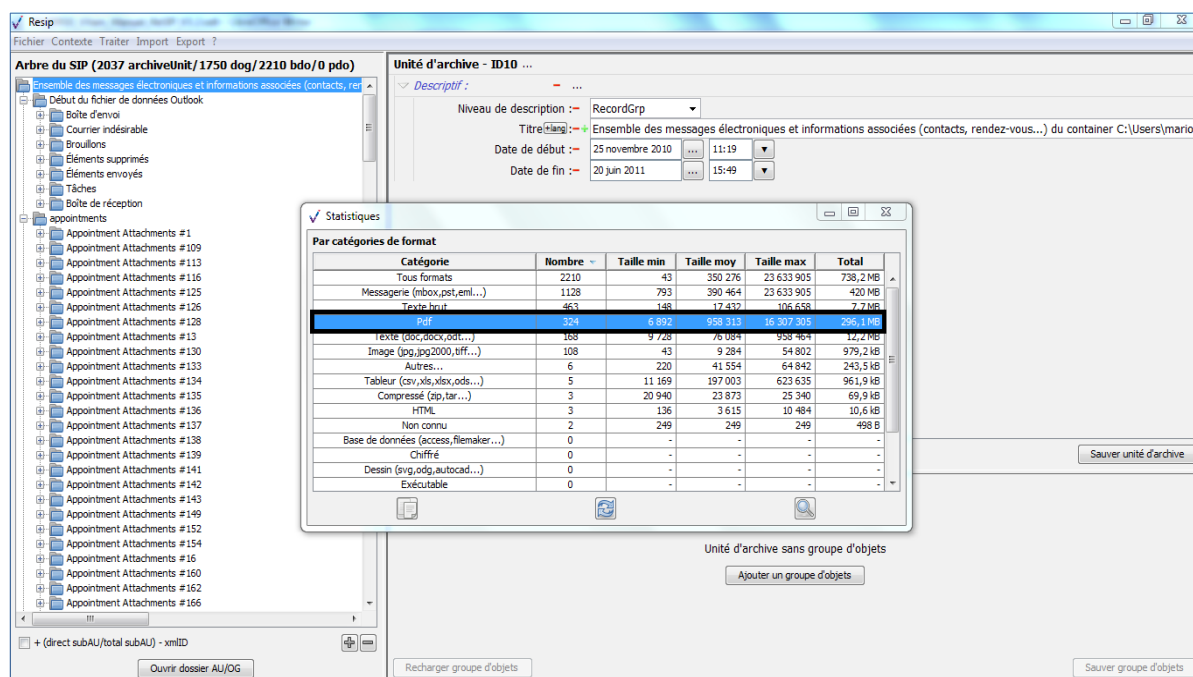 Resip
Fichier Contexte Traiter Import Export ?
Arbre du SIP (2037 archiveUnit/1750 dog/2210 bdo/0 pdo)
Ensemble des messages électroniques et informations associées (contacts, ren
Début du fichier de données Outlook
Boîte d'envoi
Courrier indésirable
Brouillons
Éléments supprimés
Éléments envoyés
Tâches
Boîte de réception
appointments
Appointment Attachments #1
Appointment Attachments #109
Appointment Attachments #113
Appointment Attachments #116
Appointment Attachments #125
Appointment Attachments #126
Appointment Attachments #128
Appointment Attachments #13
Appointment Attachments #130
Appointment Attachments #133
Appointment Attachments #134
Appointment Attachments #135
Appointment Attachments #136
Appointment Attachments #137
Appointment Attachments #138
Appointment Attachments #139
Appointment Attachments #141
Appointment Attachments #142
Appointment Attachments #143
Appointment Attachments #149
Appointment Attachments #152
Appointment Attachments #154
Appointment Attachments #16
Appointment Attachments #160
Appointment Attachments #162
Appointment Attachments #166
+ (direct subAU/total subAU) - xmlID
Ouvrir dossier AU/OG
Unité d'archive - ID10 ...
Descriptif : - ...
Niveau de description :- RecordGrp
Titre +lang :-+ Ensemble des messages électroniques et informations associées (contacts, rendez-vous...) du container C:\Users\mario
Date de début :- 25 novembre 2010 ... 11:19
Date de fin :- 20 juin 2011 ... 15:49
Statistiques
Par catégories de format
Catégorie Nombre Taille min Taille moy Taille max Total
Tous formats 2210 43 350 276 23 633 905 738,2 MB
Messagerie (mbox,pst,eml...) 1128 793 390 464 23 633 905 420 MB
Texte brut 463 148 17 432 106 658 7,7 MB
Pdf 324 6 892 958 313 16 307 305 296,1 MB
Texte (doc,docx,odt...) 168 9 728 76 084 958 464 12,2 MB
Image (jpg,jpg2000,tiff...) 108 43 9 284 54 802 979,2 kB
Autres... 6 220 41 554 64 842 243,5 kB
Tableur (csv,xls,xlsx,ods...) 5 11 169 197 003 623 635 961,9 kB
Compressé (zip,tar...) 3 20 940 23 873 25 340 69,9 kB
HTML 3 136 3 615 10 484 10,6 kB
Non connu 2 249 249 249 498 B
Base de données (access,filemaker...) 0 - - - -
Chiffré 0 - - - -
Dessin (svg,odg,autocad...) 0 - - - -
Exécutable 0 - - - -
Sauver unité d'archive
Unité d'archive sans groupe d'objets
Ajouter un groupe d'objets
Recharger groupe d'objets
Sauver groupe d'objets